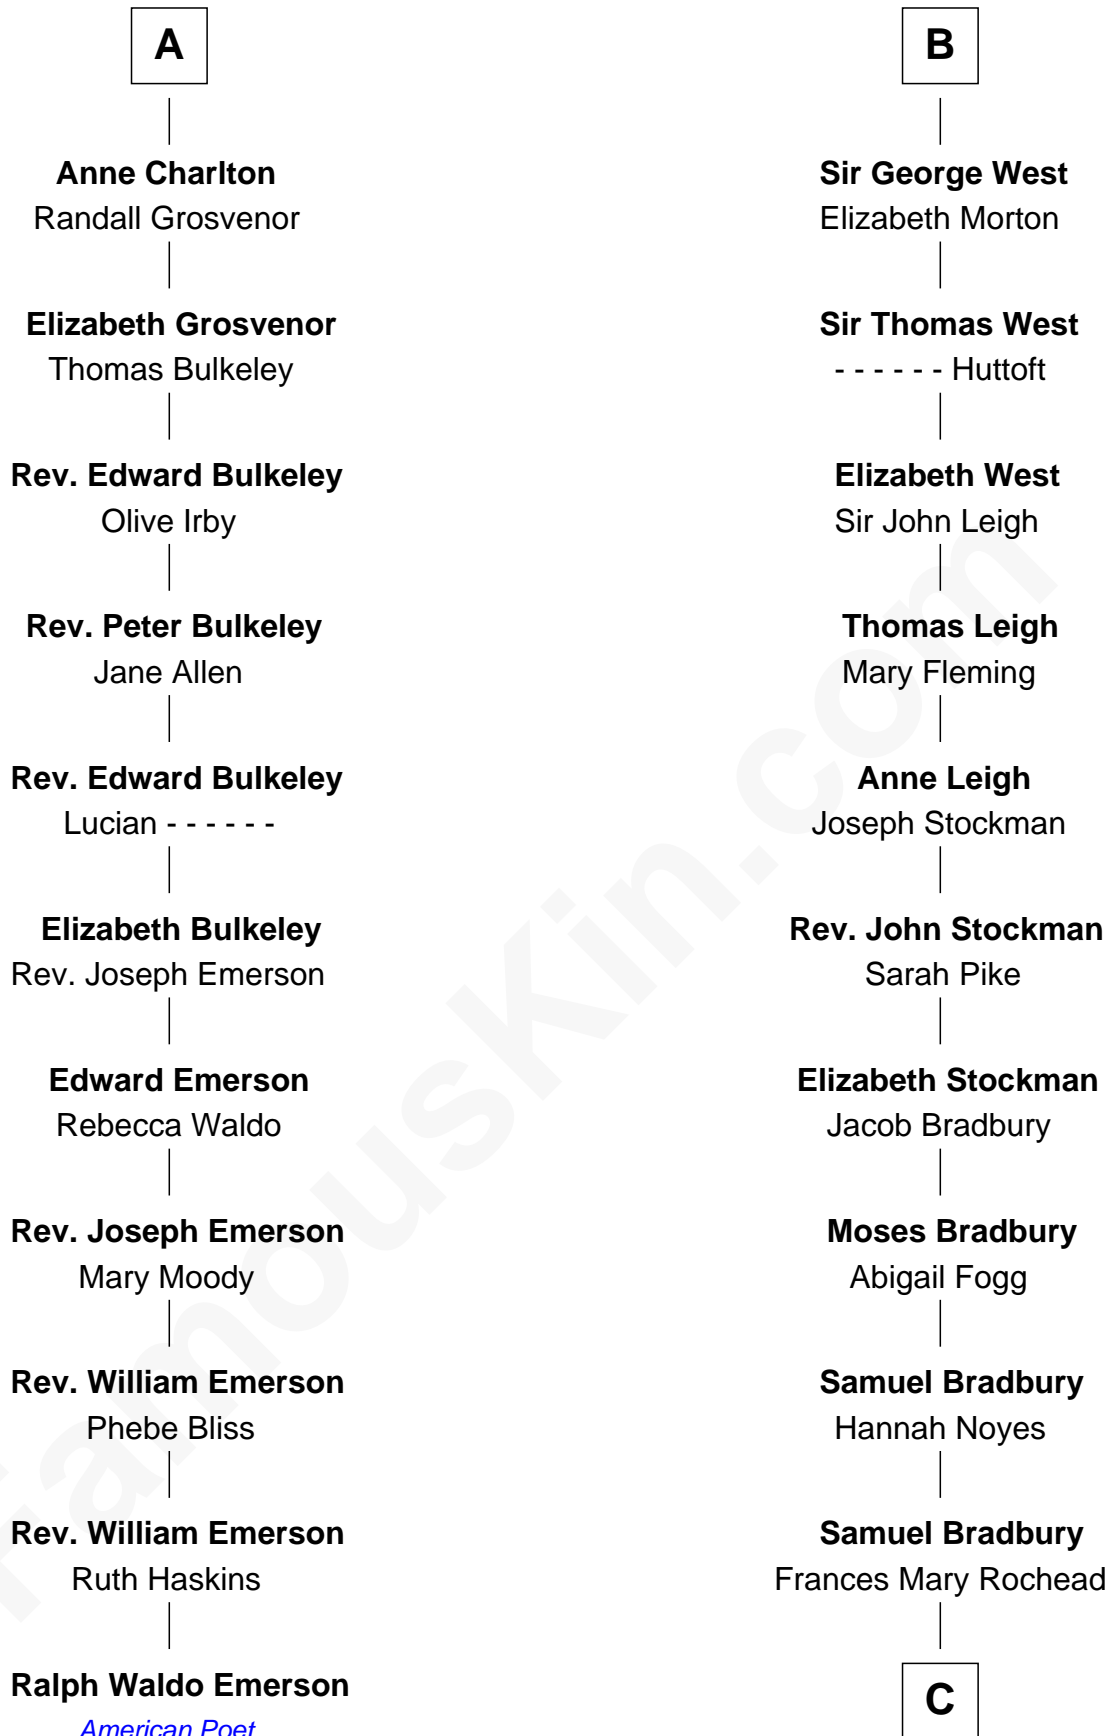 A
Anne Charlton
Randall Grosvenor
Elizabeth Grosvenor
Thomas Bulkeley
Rev. Edward Bulkeley
Olive Irby
Rev. Peter Bulkeley
Jane Allen
Rev. Edward Bulkeley
Lucian - - - - - -
Elizabeth Bulkeley
Rev. Joseph Emerson
Edward Emerson
Rebecca Waldo
Rev. Joseph Emerson
Mary Moody
Rev. William Emerson
Phebe Bliss
Rev. William Emerson
Ruth Haskins
Ralph Waldo Emerson
American Poet
B
Sir George West
Elizabeth Morton
Sir Thomas West
- - - - - - Huttoft
Elizabeth West
Sir John Leigh
Thomas Leigh
Mary Fleming
Anne Leigh
Joseph Stockman
Rev. John Stockman
Sarah Pike
Elizabeth Stockman
Jacob Bradbury
Moses Bradbury
Abigail Fogg
Samuel Bradbury
Hannah Noyes
Samuel Bradbury
Frances Mary Rochead
C
FamousKin.com